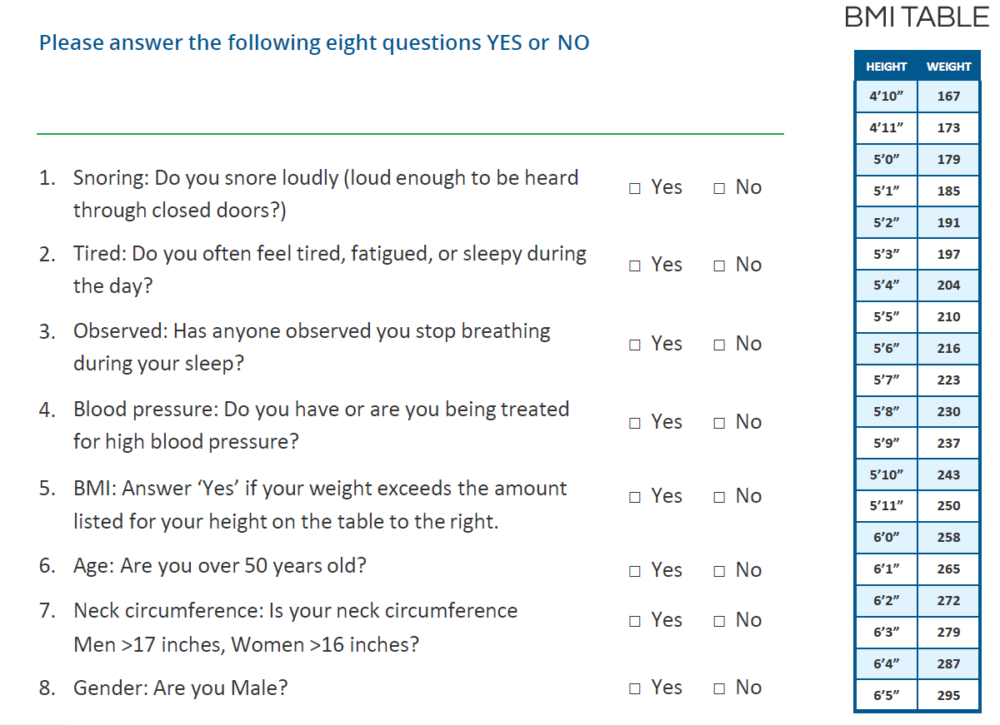 Please answer the following eight questions YES or NO
1. Snoring: Do you snore loudly (loud enough to be heard
through closed doors?)
□ Yes □ No
2. Tired: Do you often feel tired, fatigued, or sleepy during
the day?
□ Yes □ No
3. Observed: Has anyone observed you stop breathing
during your sleep?
□ Yes □ No
4. Blood pressure: Do you have or are you being treated
for high blood pressure?
□ Yes □ No
5. BMI: Answer ‘Yes’ if your weight exceeds the amount
listed for your height on the table to the right.
□ Yes □ No
6. Age: Are you over 50 years old?
□ Yes □ No
7. Neck circumference: Is your neck circumference
Men >17 inches, Women >16 inches?
□ Yes □ No
8. Gender: Are you Male?
□ Yes □ No
BMI TABLE
HEIGHT WEIGHT
4’10” 167
4’11” 173
5’0” 179
5’1” 185
5’2” 191
5’3” 197
5’4” 204
5’5” 210
5’6” 216
5’7” 223
5’8” 230
5’9” 237
5’10” 243
5’11” 250
6’0” 258
6’1” 265
6’2” 272
6’3” 279
6’4” 287
6’5” 295